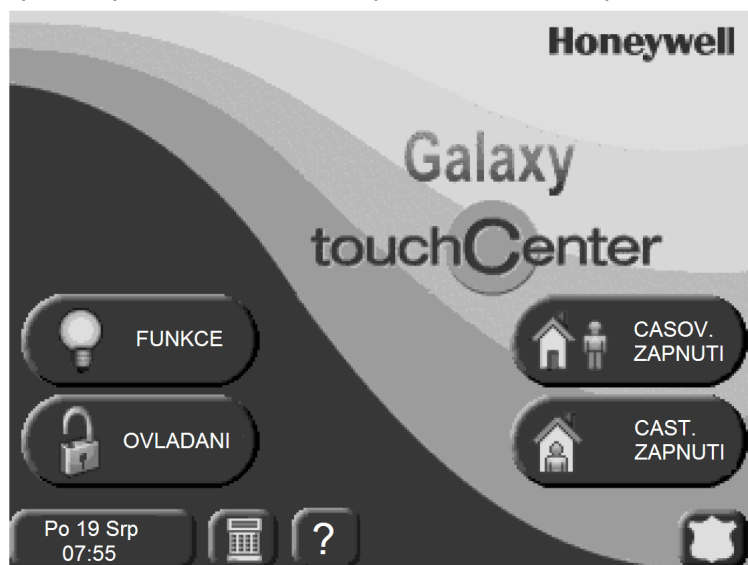 Honeywell
Galaxy
touchCenter
FUNKCE
CASOV.
ZAPNUTI
OVLADANI
CAST.
ZAPNUTI
Po 19 Srp
07:55
?